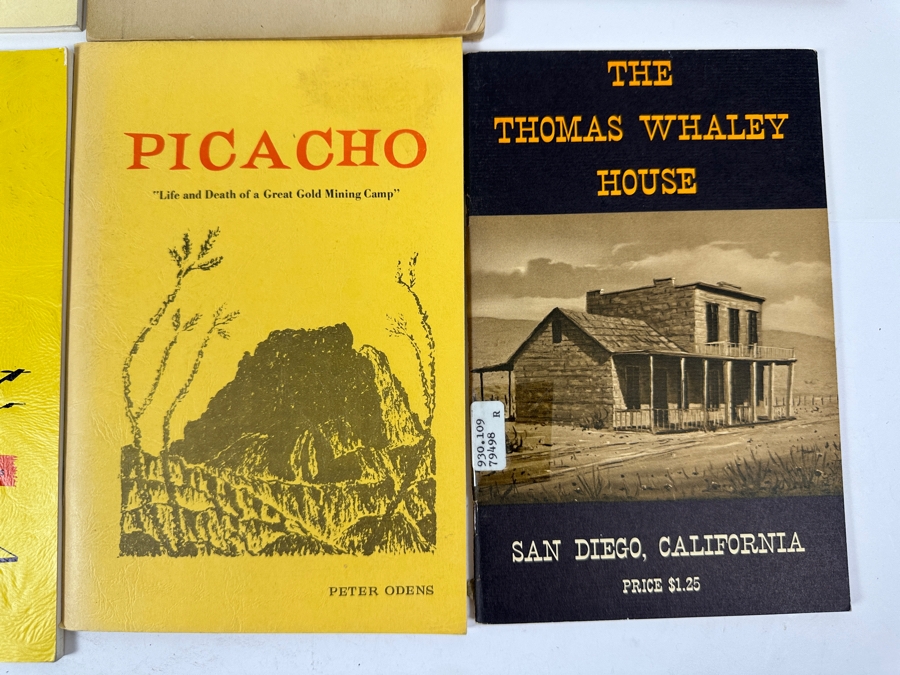 PICACHO
"Life and Death of a Great Gold Mining Camp"
PETER ODENS
THE
THOMAS WHALEY
HOUSE
930.109
79498
R
SAN DIEGO, CALIFORNIA
PRICE $1.25